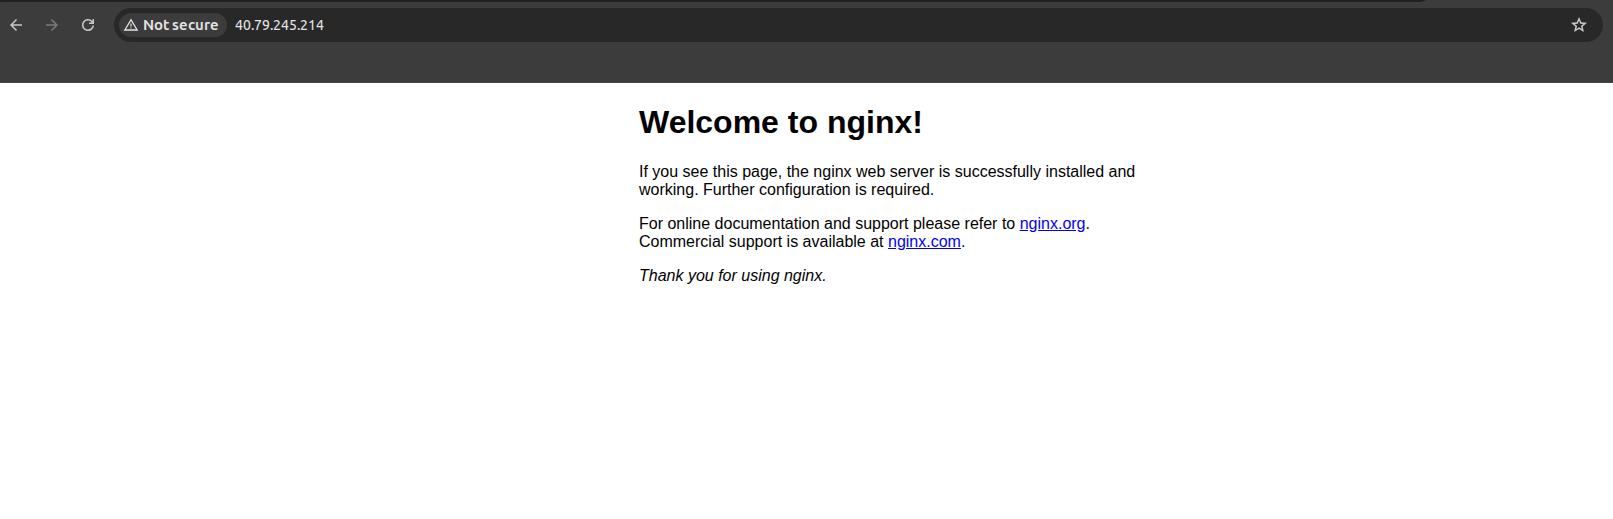 Not secure 40.79.245.214
Welcome to nginx!
If you see this page, the nginx web server is successfully installed and
working. Further configuration is required.
For online documentation and support please refer to nginx.org.
Commercial support is available at nginx.com.
Thank you for using nginx.